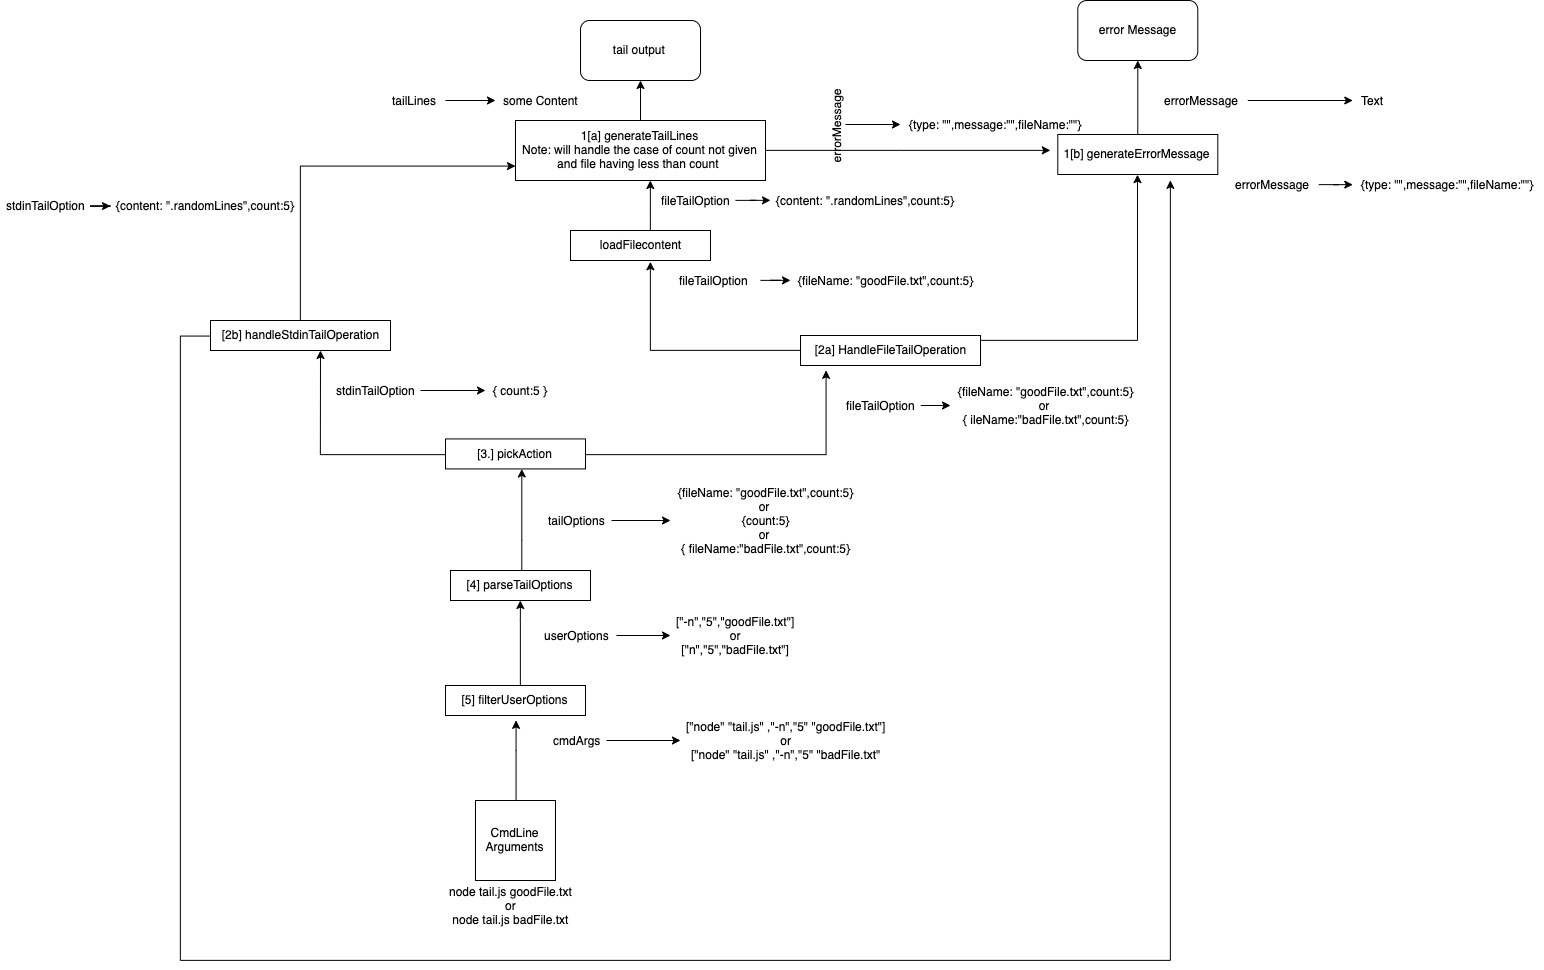 error Message
tail output
tailLines
some Content
errorMessage
{type: "",message:"",fileName:""}
errorMessage
Text
1[a] generateTailLines
Note: will handle the case of count not given
and file having less than count
1[b] generateErrorMessage
errorMessage
{type: "",message:"",fileName:""}
stdinTailOption
{content: ".randomLines",count:5}
fileTailOption
{content: ".randomLines",count:5}
loadFilecontent
fileTailOption
{fileName: "goodFile.txt",count:5}
[2b] handleStdinTailOperation
[2a] HandleFileTailOperation
stdinTailOption
{ count:5 }
fileTailOption
{fileName: "goodFile.txt",count:5}
or
{ ileName:"badFile.txt",count:5}
[3.] pickAction
tailOptions
{fileName: "goodFile.txt",count:5}
or
{count:5}
or
{ fileName:"badFile.txt",count:5}
[4] parseTailOptions
userOptions
["-n","5","goodFile.txt"]
or
["n","5","badFile.txt"]
[5] filterUserOptions
cmdArgs
["node" "tail.js" ,"-n","5" "goodFile.txt"]
or
["node" "tail.js" ,"-n","5" "badFile.txt"
CmdLine
Arguments
node tail.js goodFile.txt
or
node tail.js badFile.txt